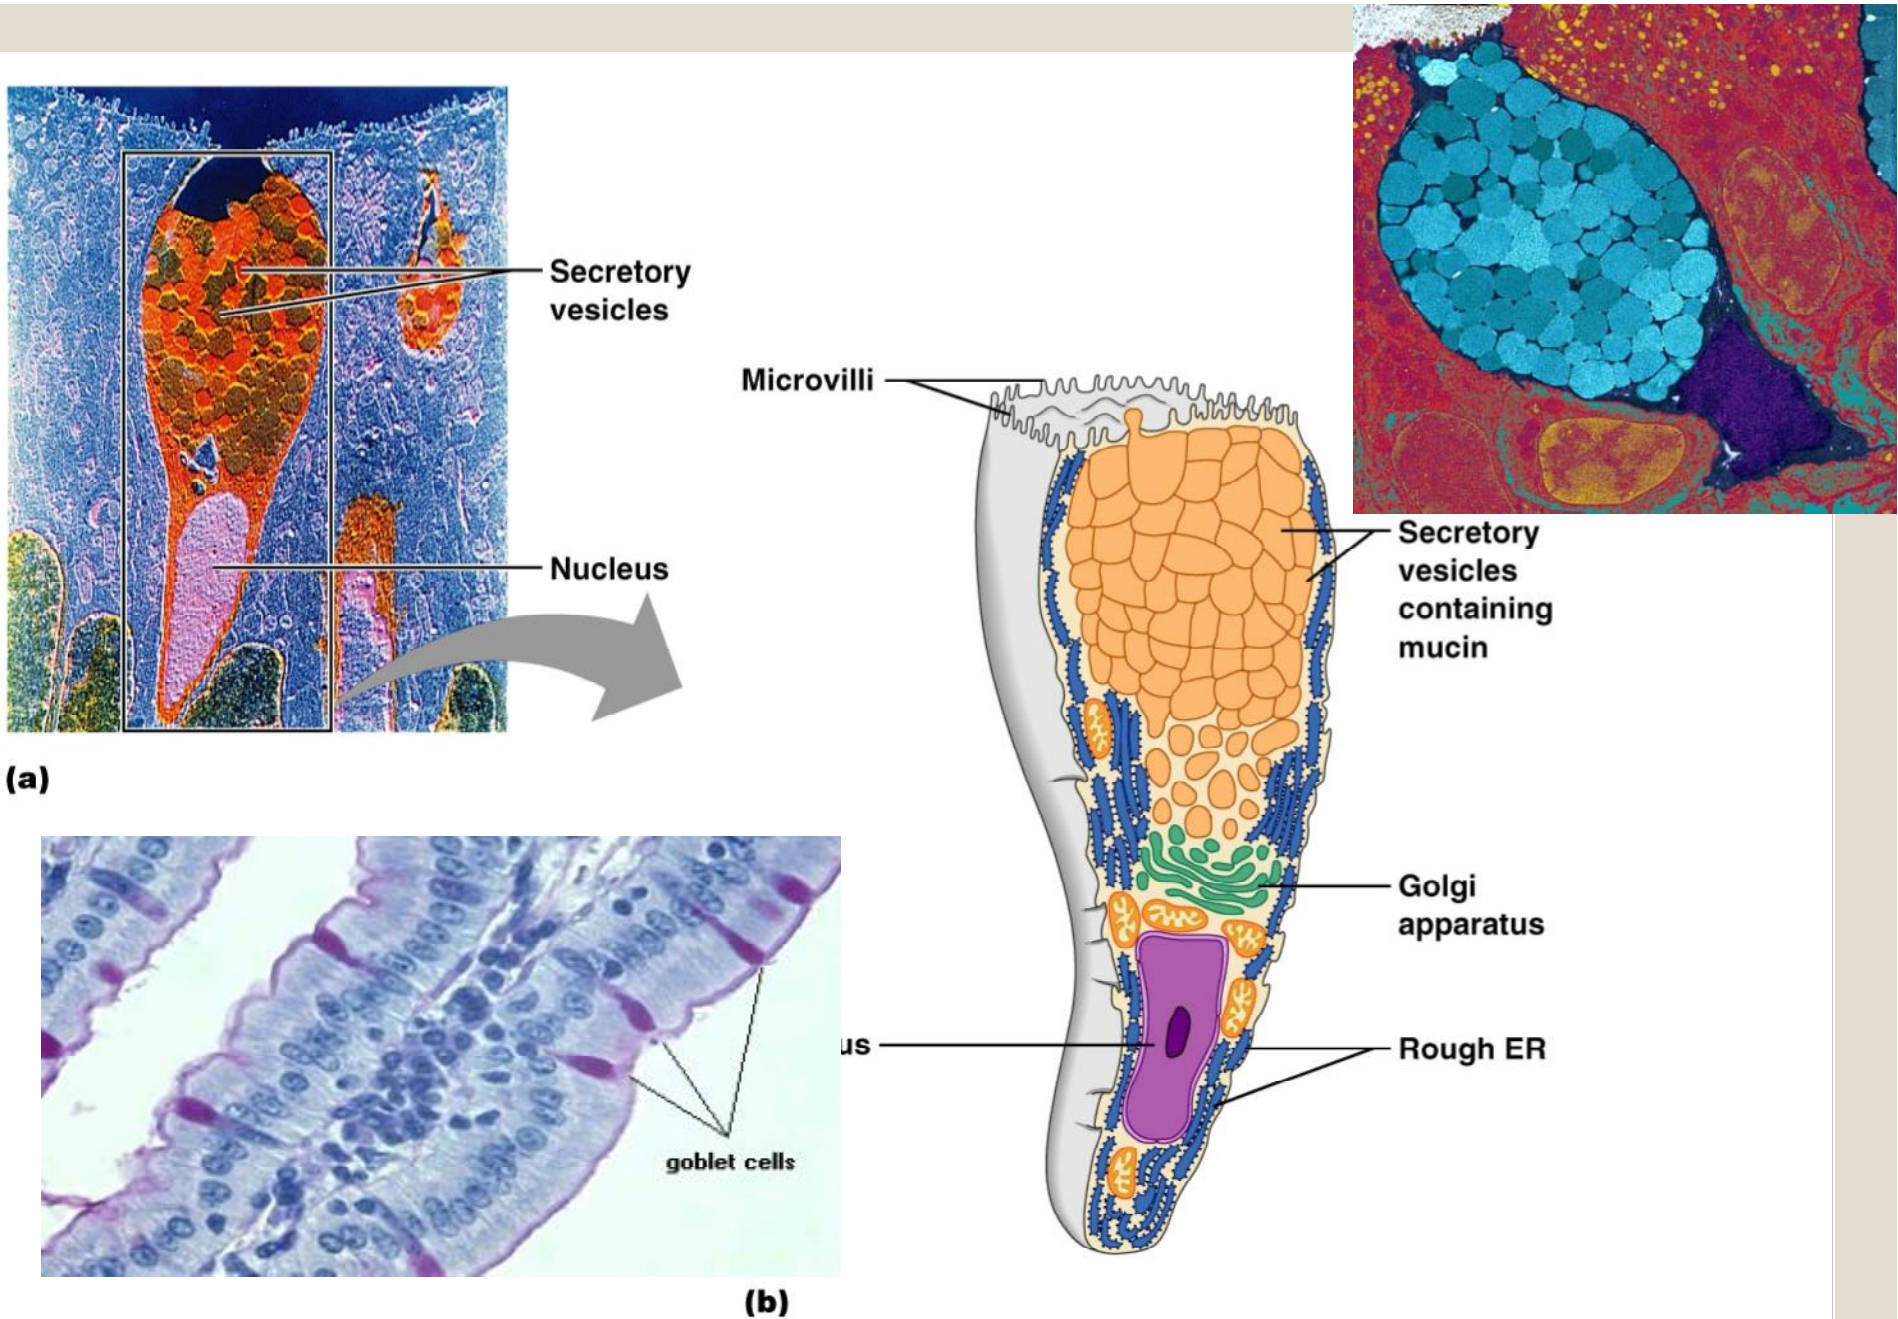 Secretory
vesicles
Nucleus
(a)
goblet cells
(b)
Microvilli
Secretory
vesicles
containing
mucin
Golgi
apparatus
us
Rough ER